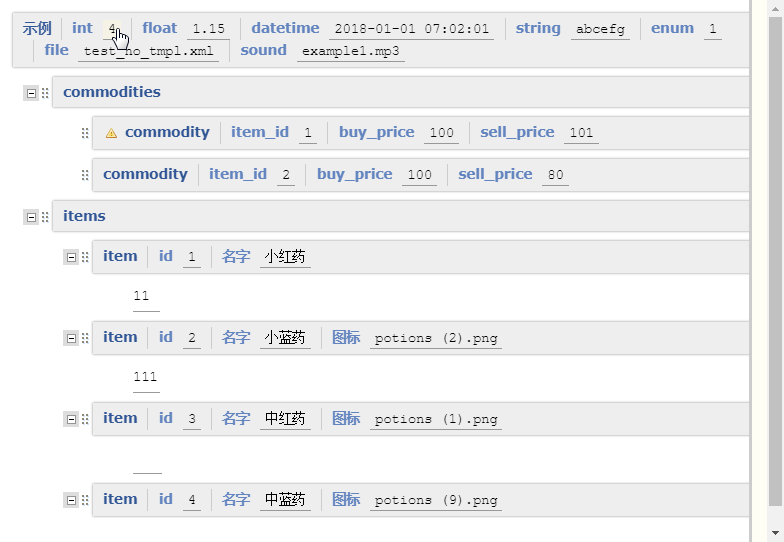 示例 int 4 float 1.15 datetime 2018-01-01 07:02:01 string abcefg enum 1
file test_no_tmpl.xml sound example1.mp3
commodities
commodity item_id 1 buy_price 100 sell_price 101
commodity item_id 2 buy_price 100 sell_price 80
items
item id 1 名字 小红药
11
item id 2 名字 小蓝药 图标 potions (2).png
111
item id 3 名字 中红药 图标 potions (1).png
item id 4 名字 中蓝药 图标 potions (9).png